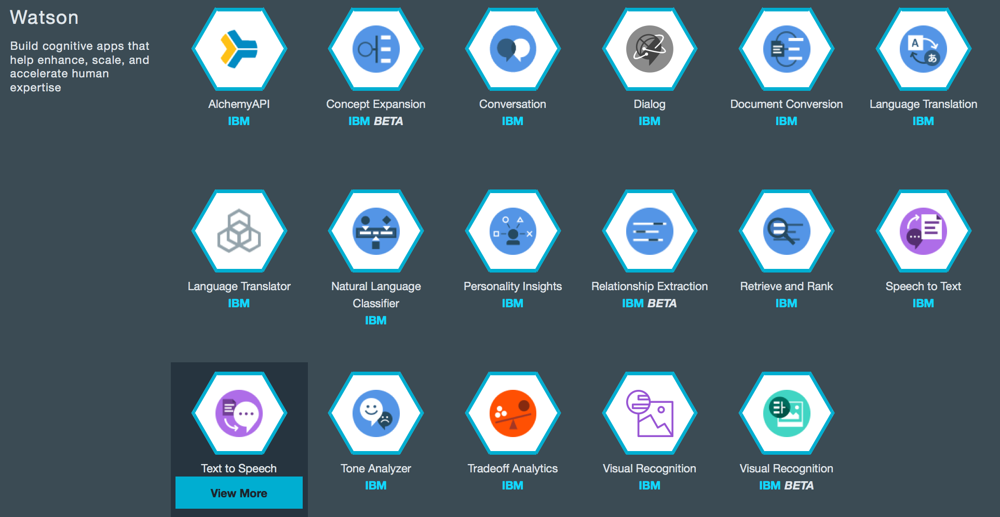 Watson
Build cognitive apps that
help enhance, scale, and
accelerate human
expertise
AlchemyAPI
IBM
Concept Expansion
IBM BETA
Conversation
IBM
Dialog
IBM
Document Conversion
IBM
A
あ
Language Translation
IBM
Language Translator
IBM
Natural Language
Classifier
IBM
Personality Insights
IBM
Relationship Extraction
IBM BETA
Retrieve and Rank
IBM
Speech to Text
IBM
Text to Speech
View More
Tone Analyzer
IBM
Tradeoff Analytics
IBM
Visual Recognition
IBM
Visual Recognition
IBM BETA